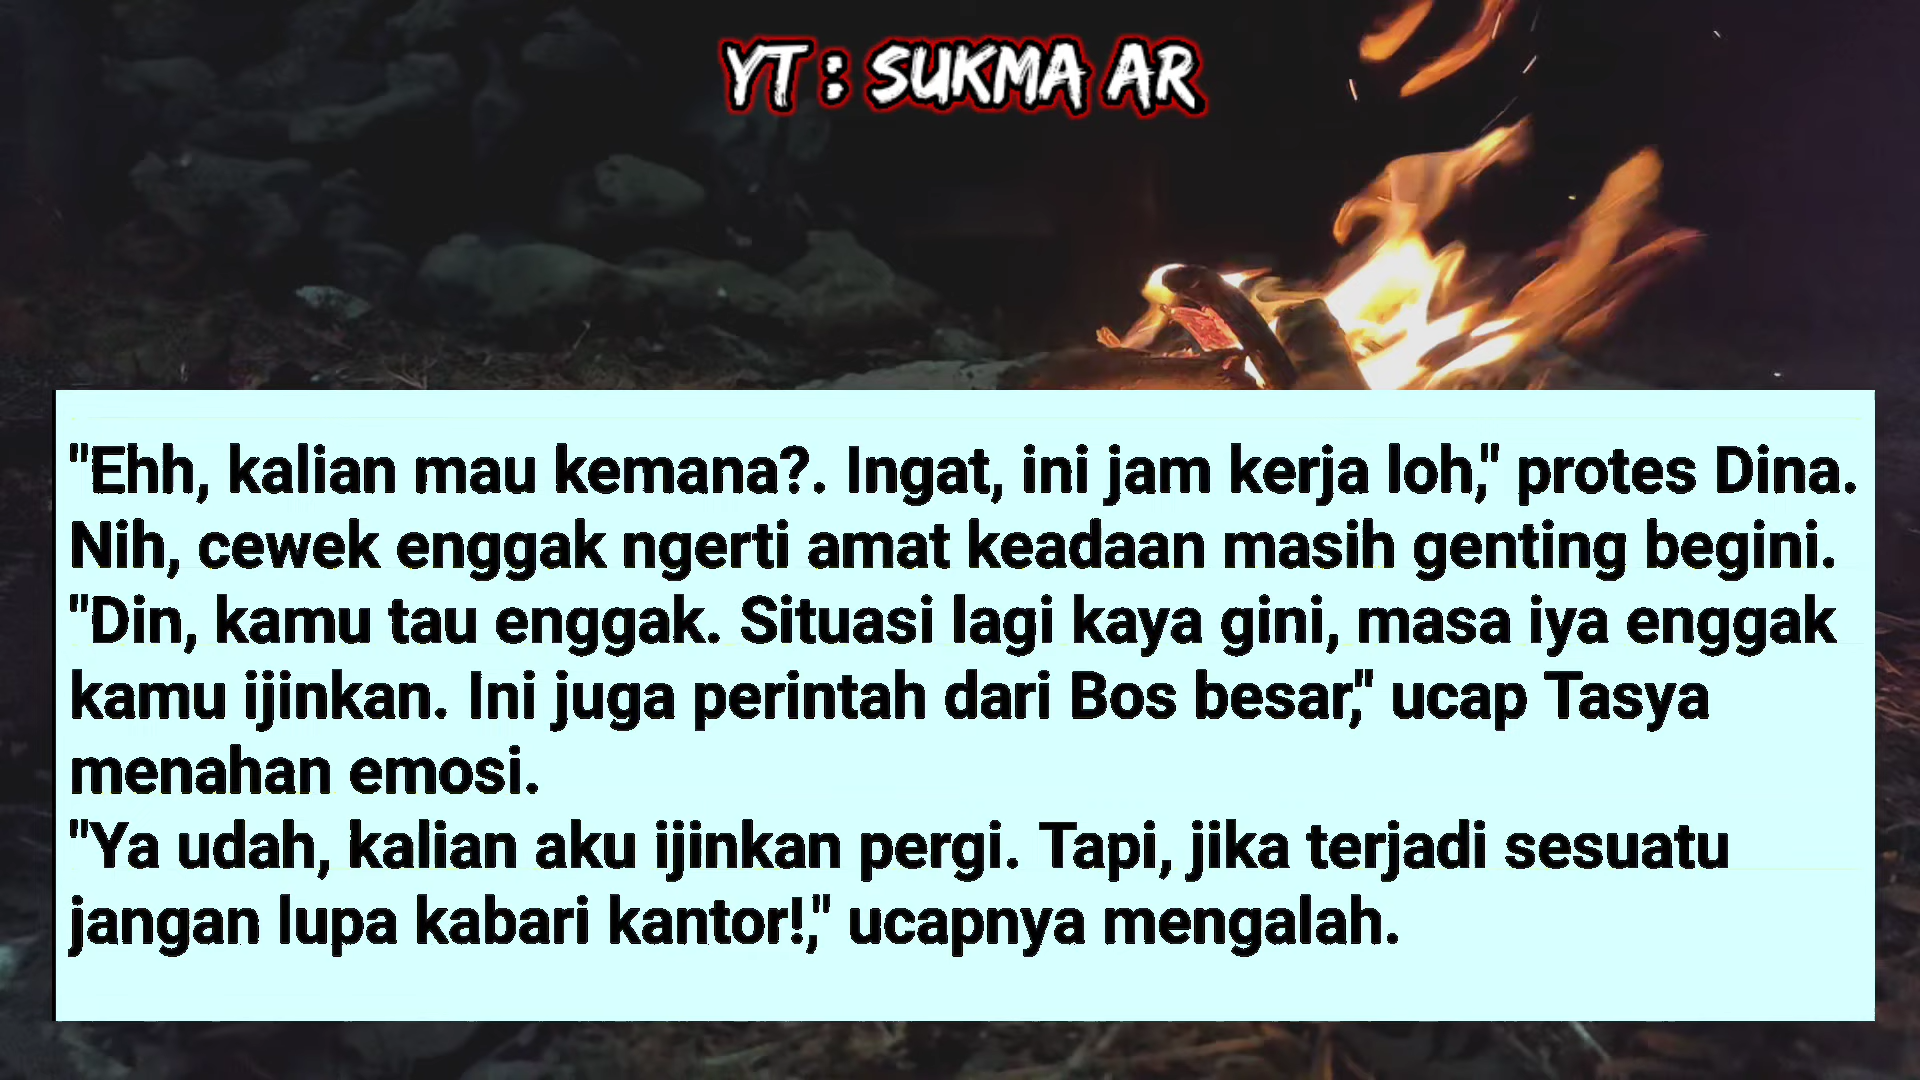 YT : SUKMA AR
"Ehh, kalian mau kemana?. Ingat, ini jam kerja loh," protes Dina.
Nih, cewek enggak ngerti amat keadaan masih genting begini.
"Din, kamu tau enggak. Situasi lagi kaya gini, masa iya enggak
kamu ijinkan. Ini juga perintah dari Bos besar," ucap Tasya
menahan emosi.
"Ya udah, kalian aku ijinkan pergi. Tapi, jika terjadi sesuatu
jangan lupa kabari kantor!," ucapnya mengalah.